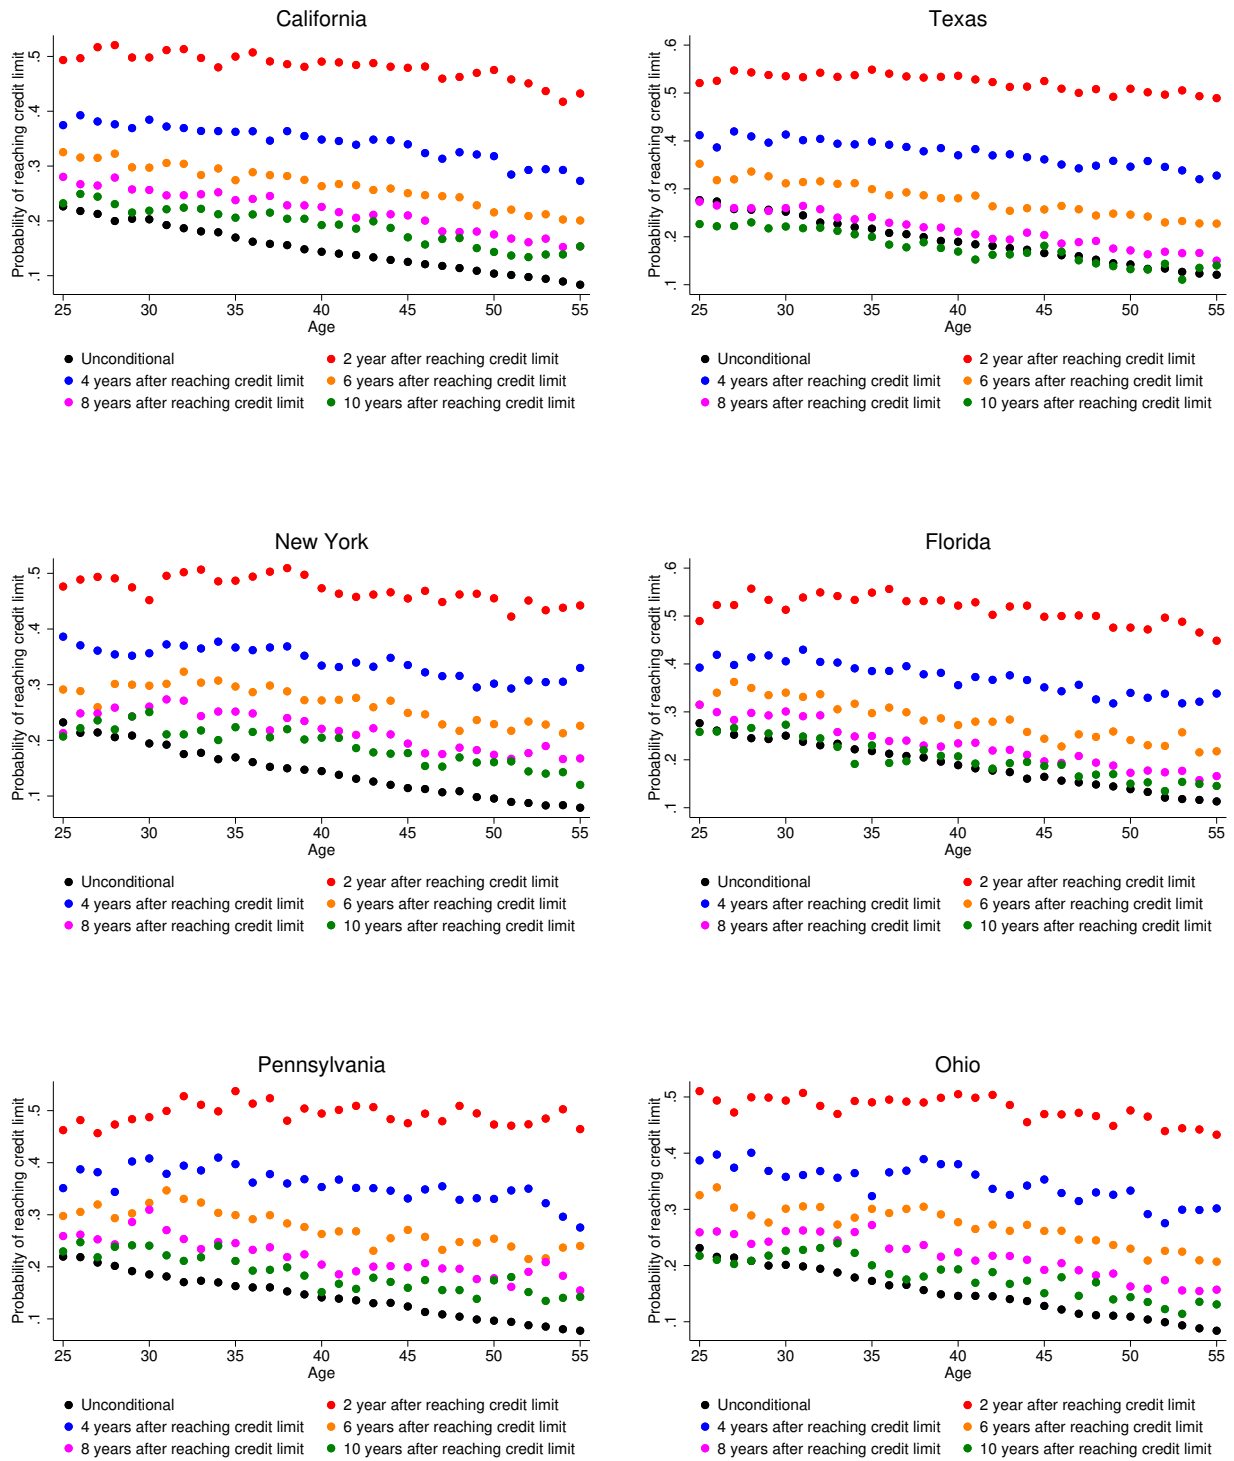 California
Probability of reaching credit limit
.5
.4
.3
.2
.1
25 30 35 40 45 50 55
Age
Unconditional
2 year after reaching credit limit
4 years after reaching credit limit
6 years after reaching credit limit
8 years after reaching credit limit
10 years after reaching credit limit
Texas
Probability of reaching credit limit
.6
.5
.4
.3
.2
.1
25 30 35 40 45 50 55
Age
Unconditional
2 year after reaching credit limit
4 years after reaching credit limit
6 years after reaching credit limit
8 years after reaching credit limit
10 years after reaching credit limit
New York
Probability of reaching credit limit
.5
.4
.3
.2
.1
25 30 35 40 45 50 55
Age
Unconditional
2 year after reaching credit limit
4 years after reaching credit limit
6 years after reaching credit limit
8 years after reaching credit limit
10 years after reaching credit limit
Florida
Probability of reaching credit limit
.6
.5
.4
.3
.2
.1
25 30 35 40 45 50 55
Age
Unconditional
2 year after reaching credit limit
4 years after reaching credit limit
6 years after reaching credit limit
8 years after reaching credit limit
10 years after reaching credit limit
Pennsylvania
Probability of reaching credit limit
.5
.4
.3
.2
.1
25 30 35 40 45 50 55
Age
Unconditional
2 year after reaching credit limit
4 years after reaching credit limit
6 years after reaching credit limit
8 years after reaching credit limit
10 years after reaching credit limit
Ohio
Probability of reaching credit limit
.5
.4
.3
.2
.1
25 30 35 40 45 50 55
Age
Unconditional
2 year after reaching credit limit
4 years after reaching credit limit
6 years after reaching credit limit
8 years after reaching credit limit
10 years after reaching credit limit